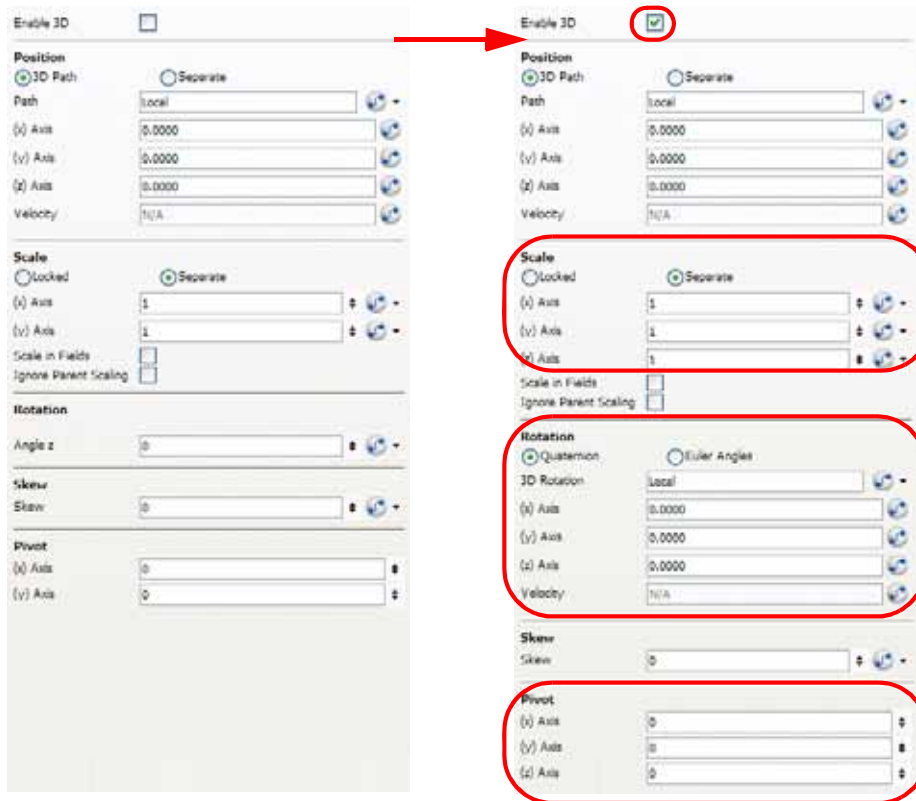 Enable 3D
Position
3D Path Separate
Path Local
(x) Axis 0.0000
(y) Axis 0.0000
(z) Axis 0.0000
Velocity N/A
Scale
Locked Separate
(x) Axis 1
(y) Axis 1
Scale in Fields
Ignore Parent Scaling
Rotation
Angle z 0
Skew
Skew 0
Pivot
(x) Axis 0
(y) Axis 0
Enable 3D
Position
3D Path Separate
Path Local
(x) Axis 0.0000
(y) Axis 0.0000
(z) Axis 0.0000
Velocity N/A
Scale
Locked Separate
(x) Axis 1
(y) Axis 1
(z) Axis 1
Scale in Fields
Ignore Parent Scaling
Rotation
Quaternion Euler Angles
3D Rotation Local
(x) Axis 0.0000
(y) Axis 0.0000
(z) Axis 0.0000
Velocity N/A
Skew
Skew 0
Pivot
(x) Axis 0
(y) Axis 0
(z) Axis 0